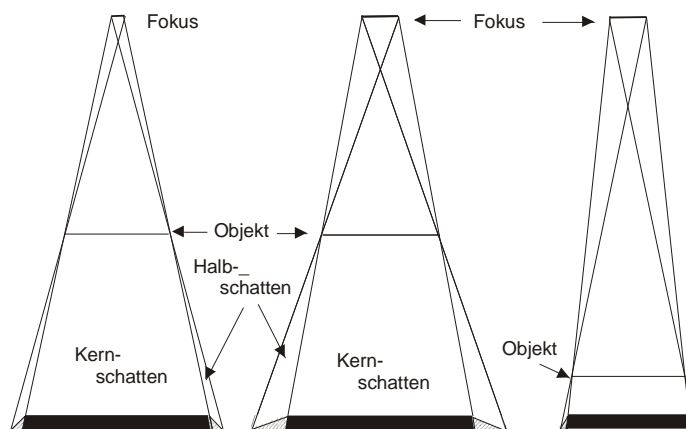 Fokus
Fokus
Objekt
Halb-_
schatten
Kern-
schatten
Kern-
schatten
Objekt